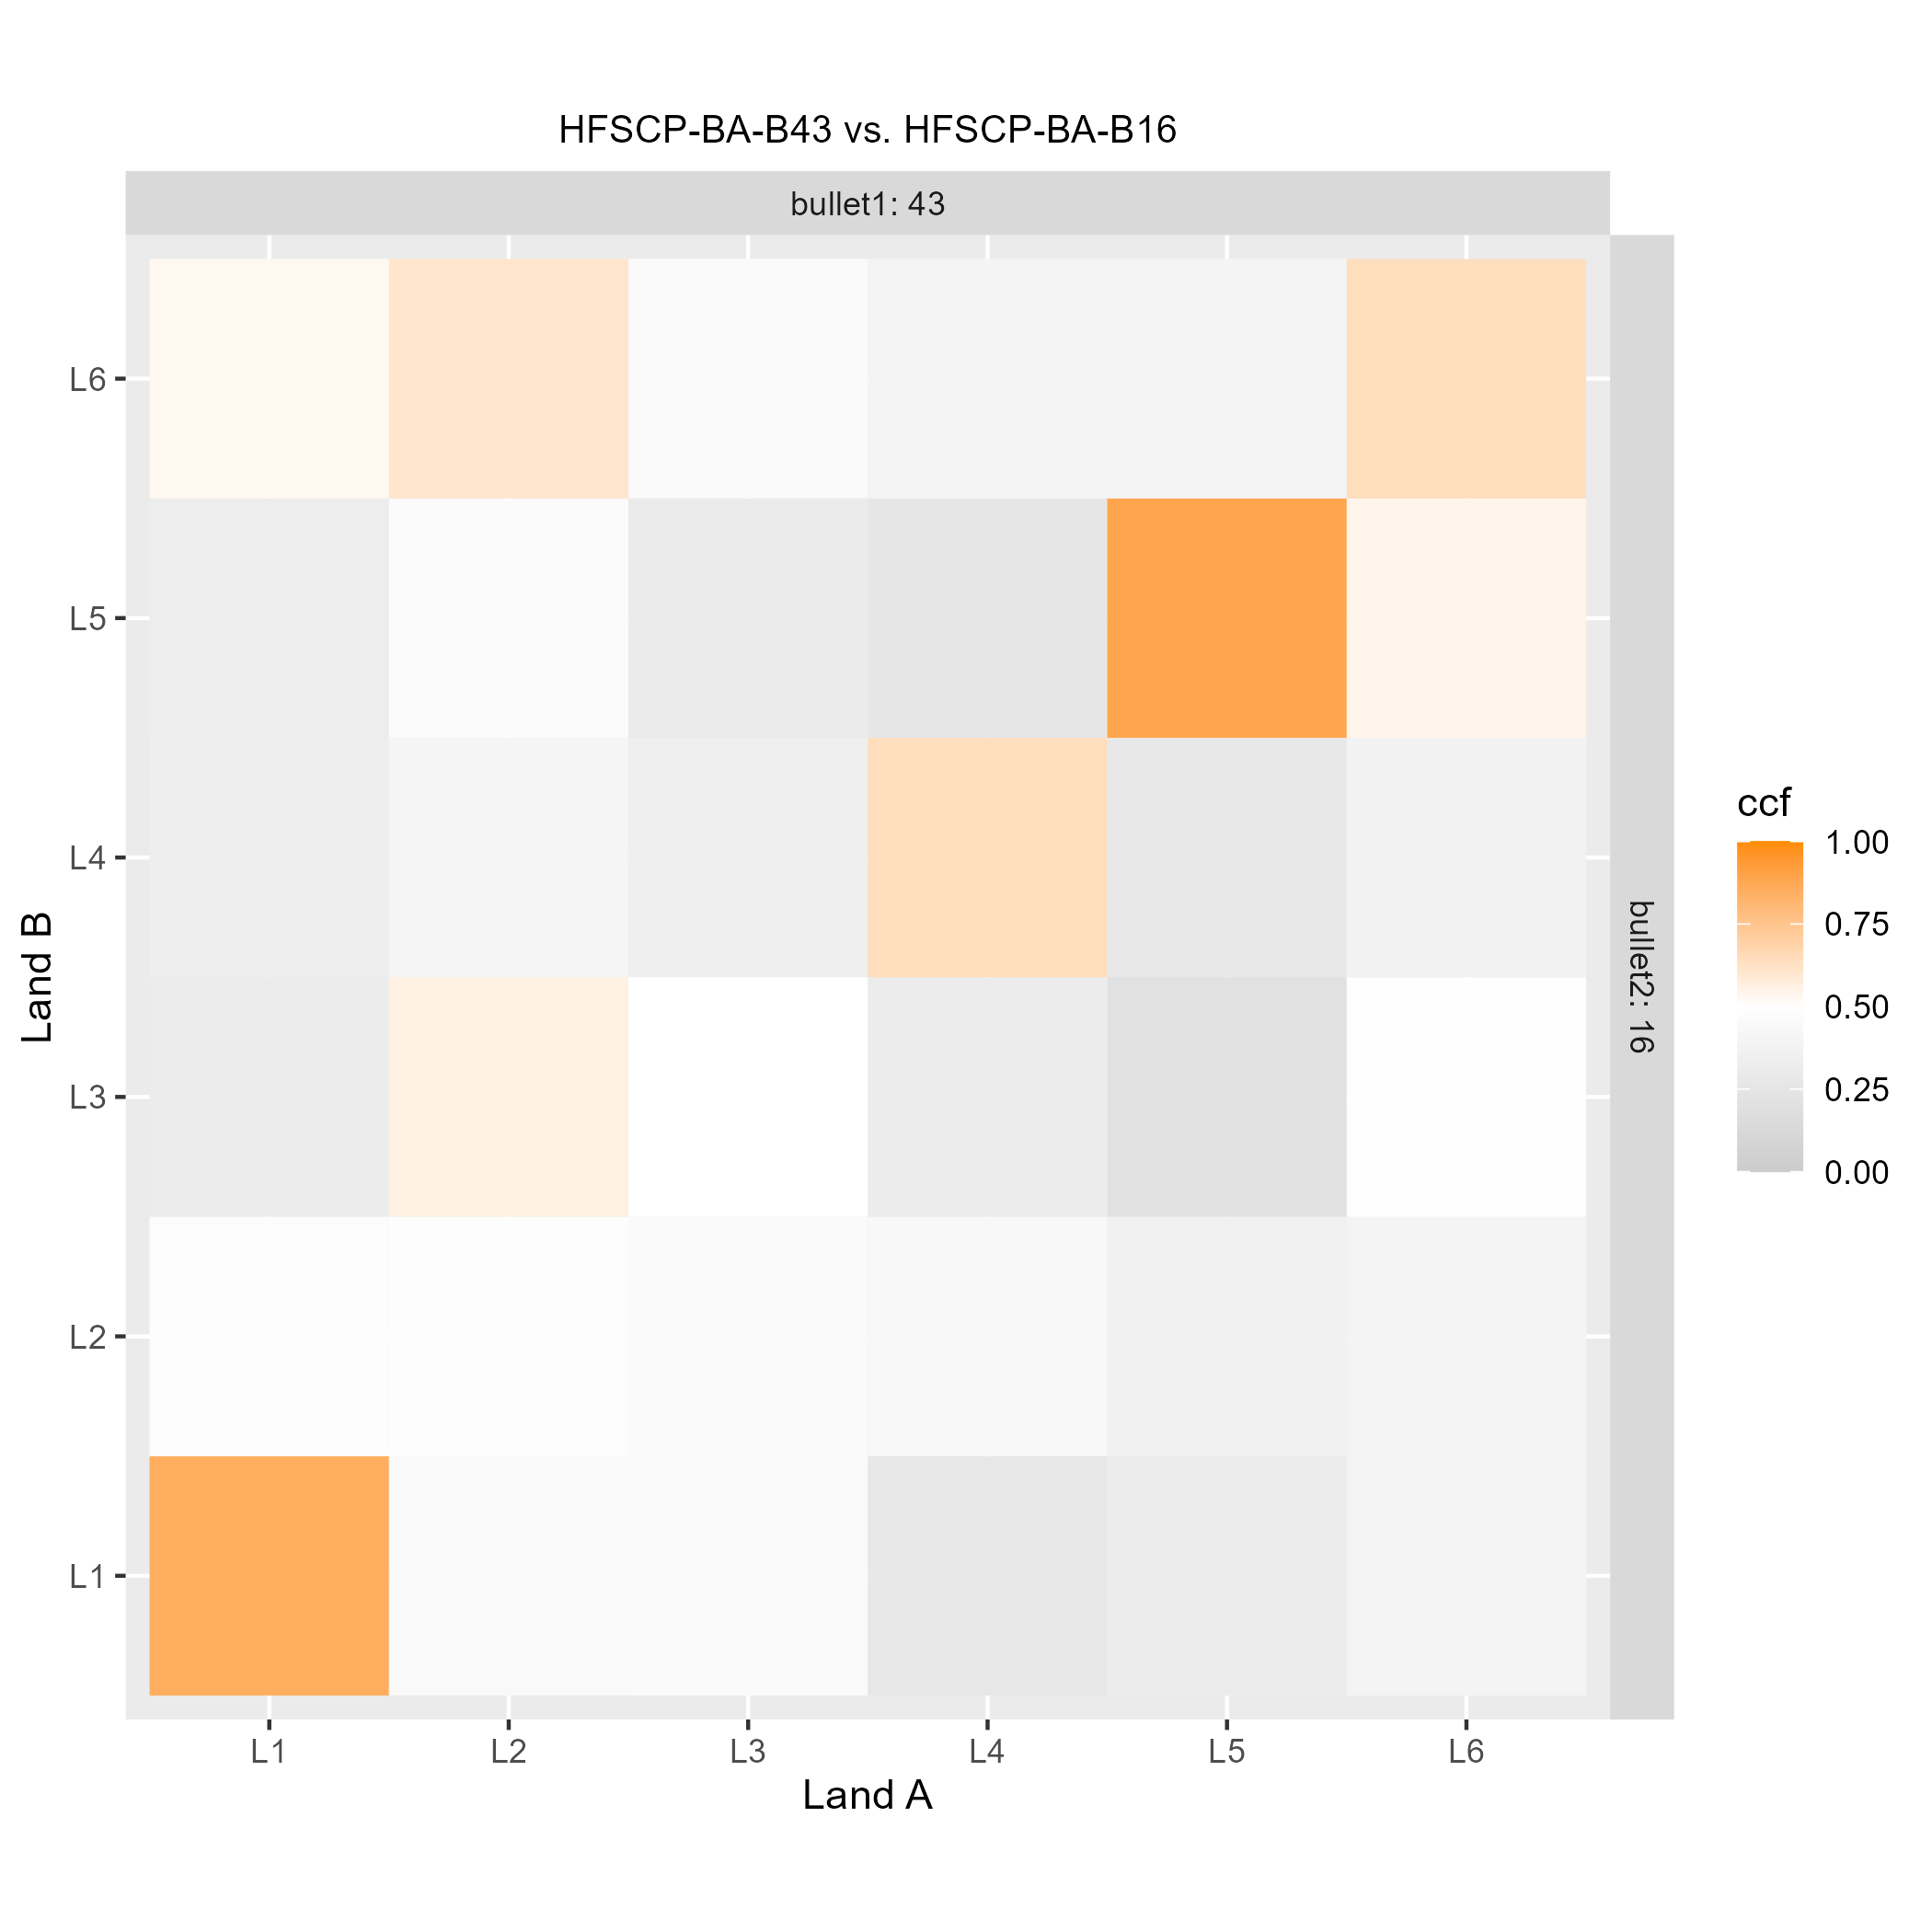 HFSCP-BA-B43 vs. HFSCP-BA-B16
bullet1: 43
L6
L5
L4
L3
L2
L1
Land B
L1 L2 L3 L4 L5 L6
Land A
bullet2: 16
ccf
1.00
0.75
0.50
0.25
0.00